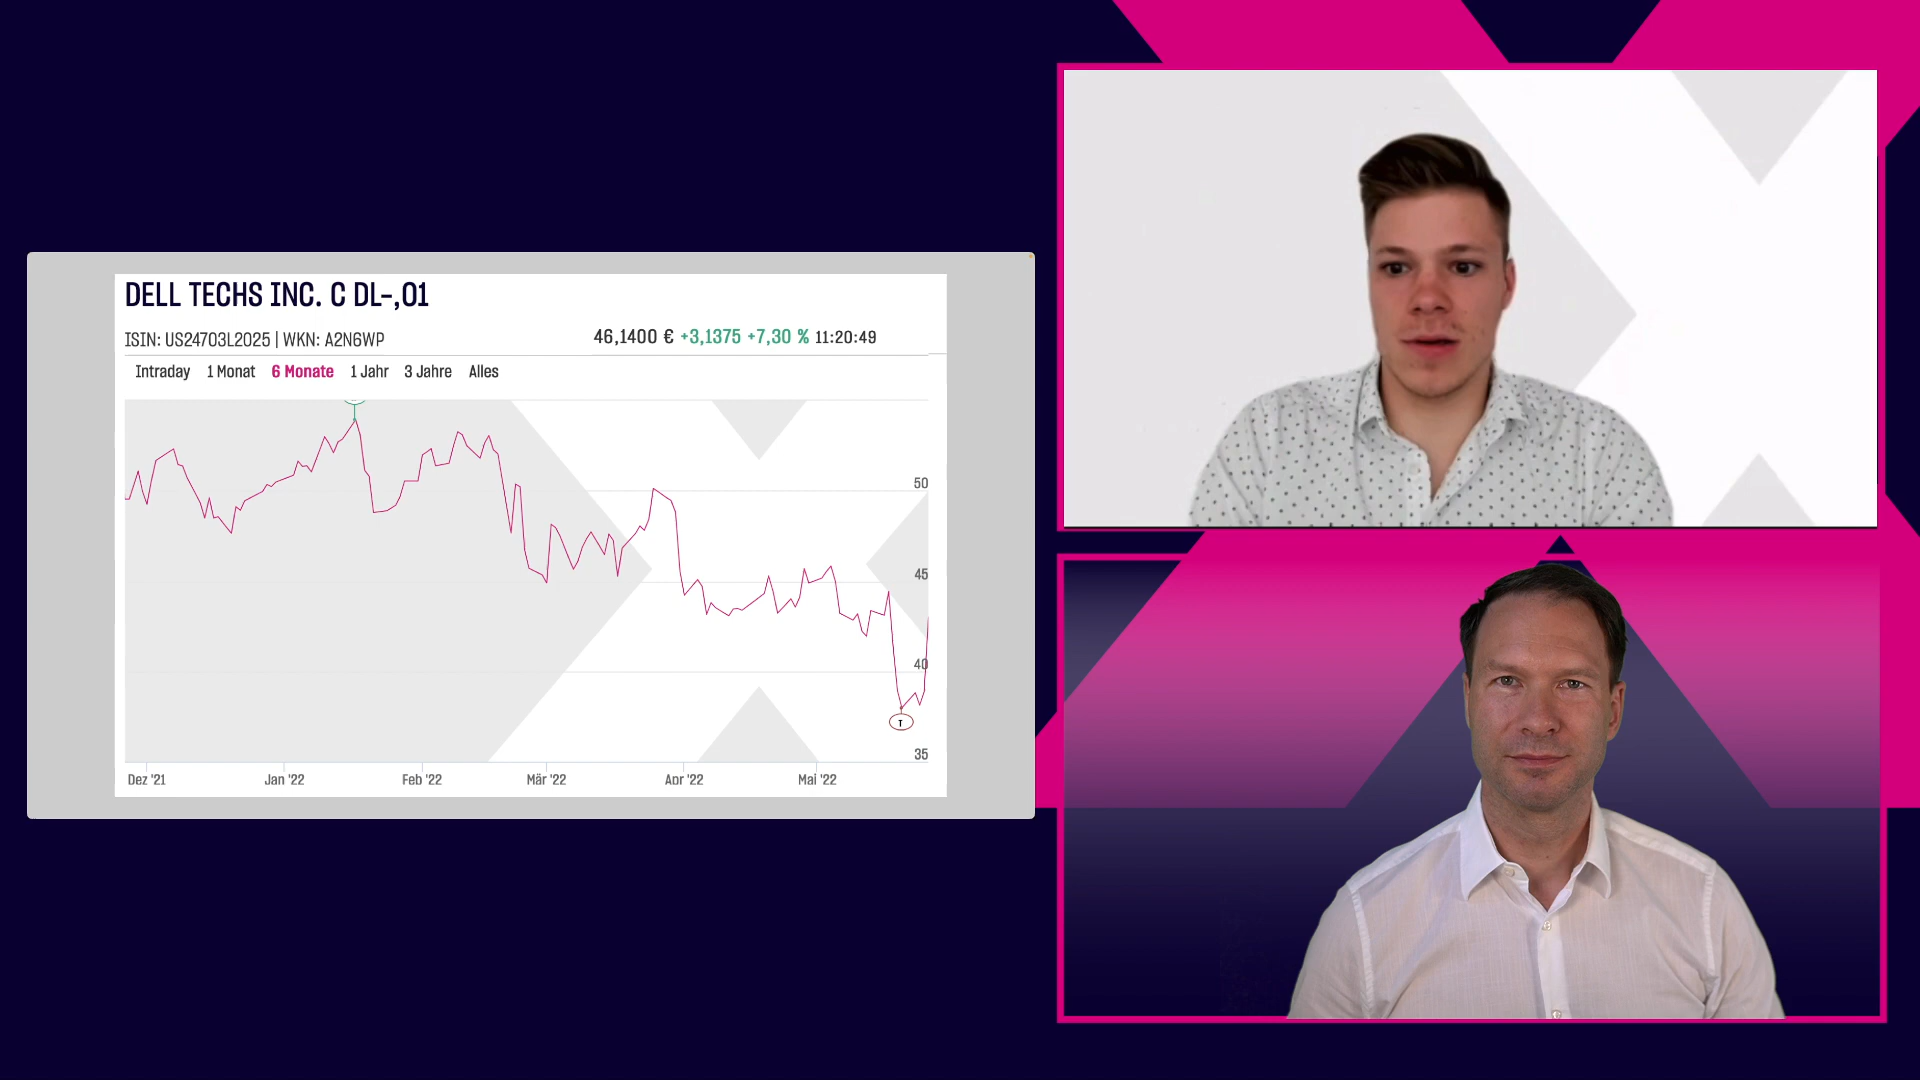 DELL TECHS INC. C DL-,01
ISIN: US24703L2025 | WKN: A2N6WP
46,1400 € +3,1375 +7,30 % 11:20:49
Intraday 1 Monat 6 Monate 1 Jahr 3 Jahre Alles
50
45
40
35
T
Dez '21 Jan '22 Feb '22 Mär '22 Apr '22 Mai '22